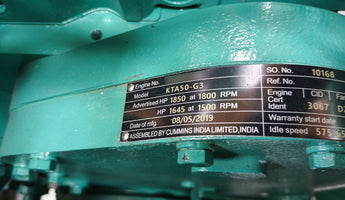 Engine No.
Model KTA50-G3
Advertised HP 1850 at 1800 RPM
HP 1645 at 1500 RPM
Date of mfg. 08/05/2019
ASSEMBLED BY CUMMINS INDIA LIMITED, INDIA
SO. No. 10168
Ref. No.
Engine CID
Cert
Ident 3067
Warranty start date
Idle speed